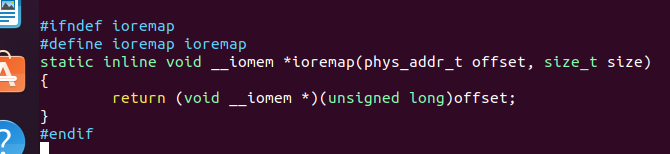 #ifndef ioremap
#define ioremap ioremap
static inline void __iomem *ioremap(phys_addr_t offset, size_t size)
{
        return (void __iomem *)(unsigned long)offset;
}
#endif